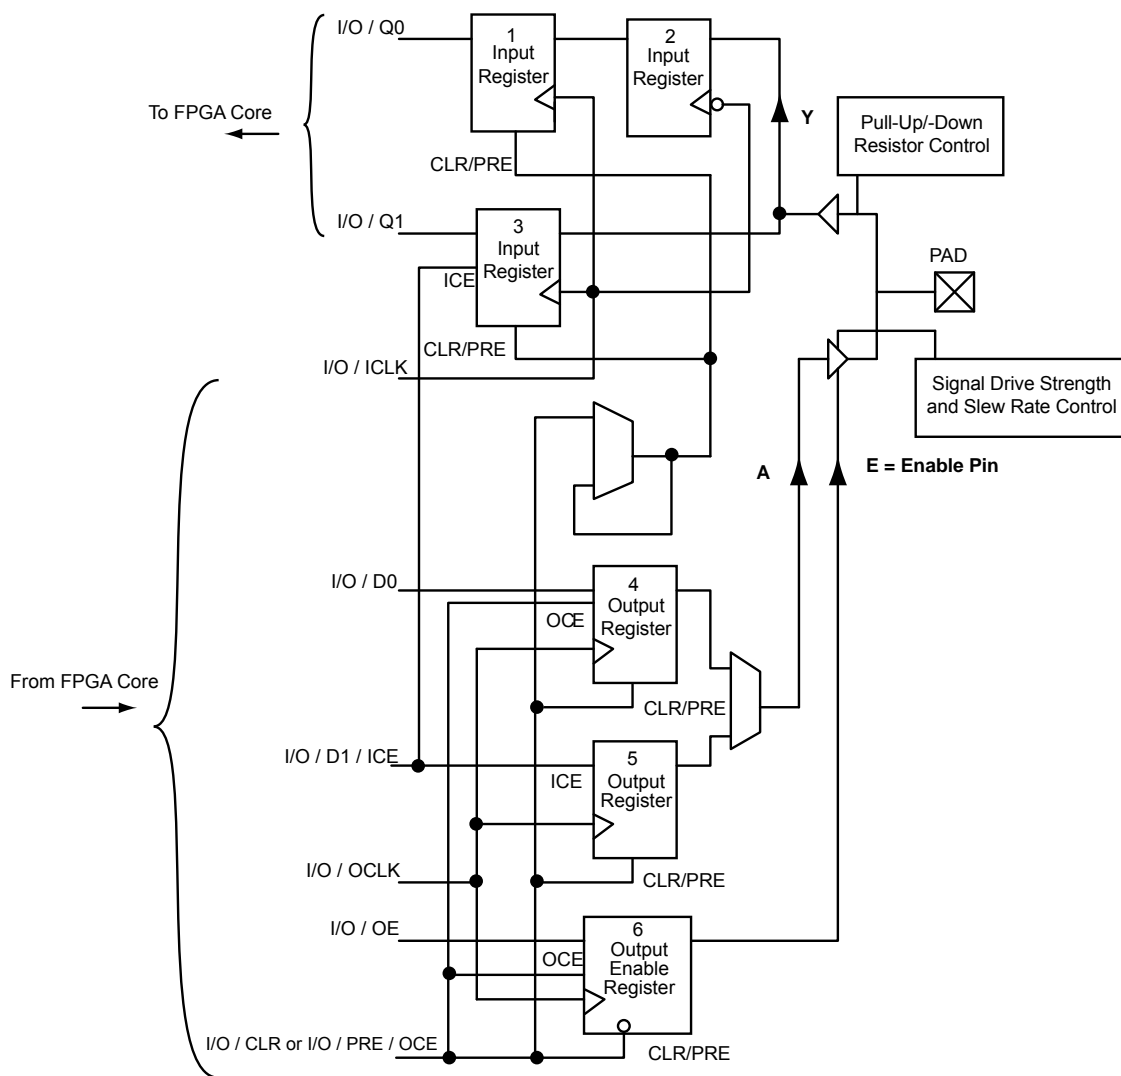 I/O / Q0
1
Input
Register
2
Input
Register
To FPGA Core
Y
Pull-Up/-Down
Resistor Control
CLR/PRE
I/O / Q1
3
Input
Register
ICE
PAD
CLR/PRE
I/O / ICLK
Signal Drive Strength
and Slew Rate Control
A
E = Enable Pin
I/O / D0
4
Output
Register
OCE
From FPGA Core
CLR/PRE
I/O / D1 / ICE
5
Output
Register
ICE
I/O / OCLK
CLR/PRE
I/O / OE
6
Output
Enable
Register
OCE
I/O / CLR or I/O / PRE / OCE
CLR/PRE